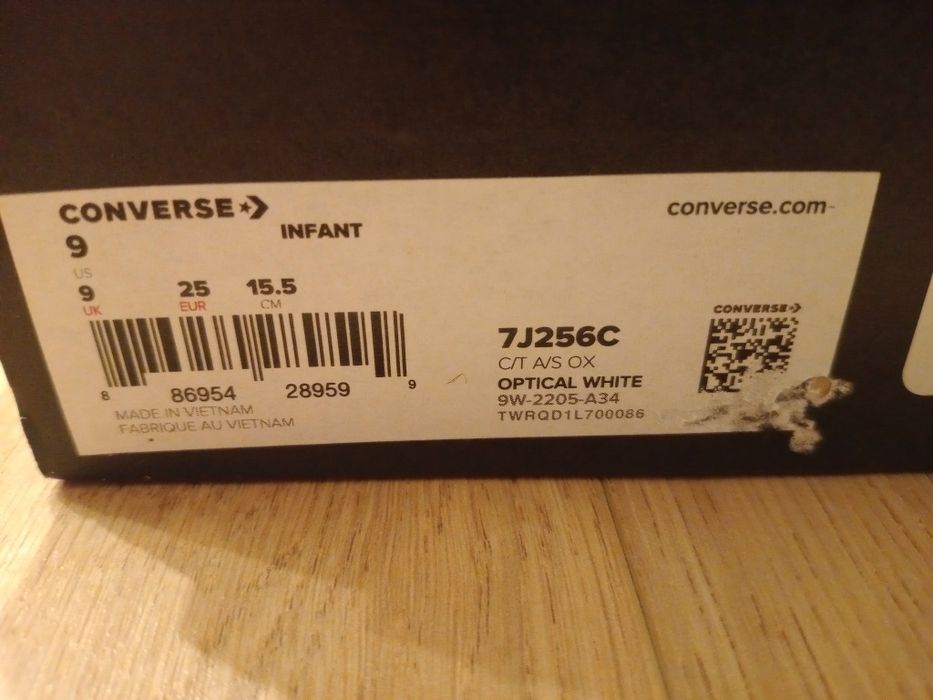 CONVERSE
INFANT
9
US
9
UK
25
EUR
15.5
CM
8 86954 28959 9
MADE IN VIETNAM
FABRIQUE AU VIETNAM
converse.com
CONVERSE
7J256C
C/T A/S OX
OPTICAL WHITE
9W-2205-A34
TWRQD1L700086